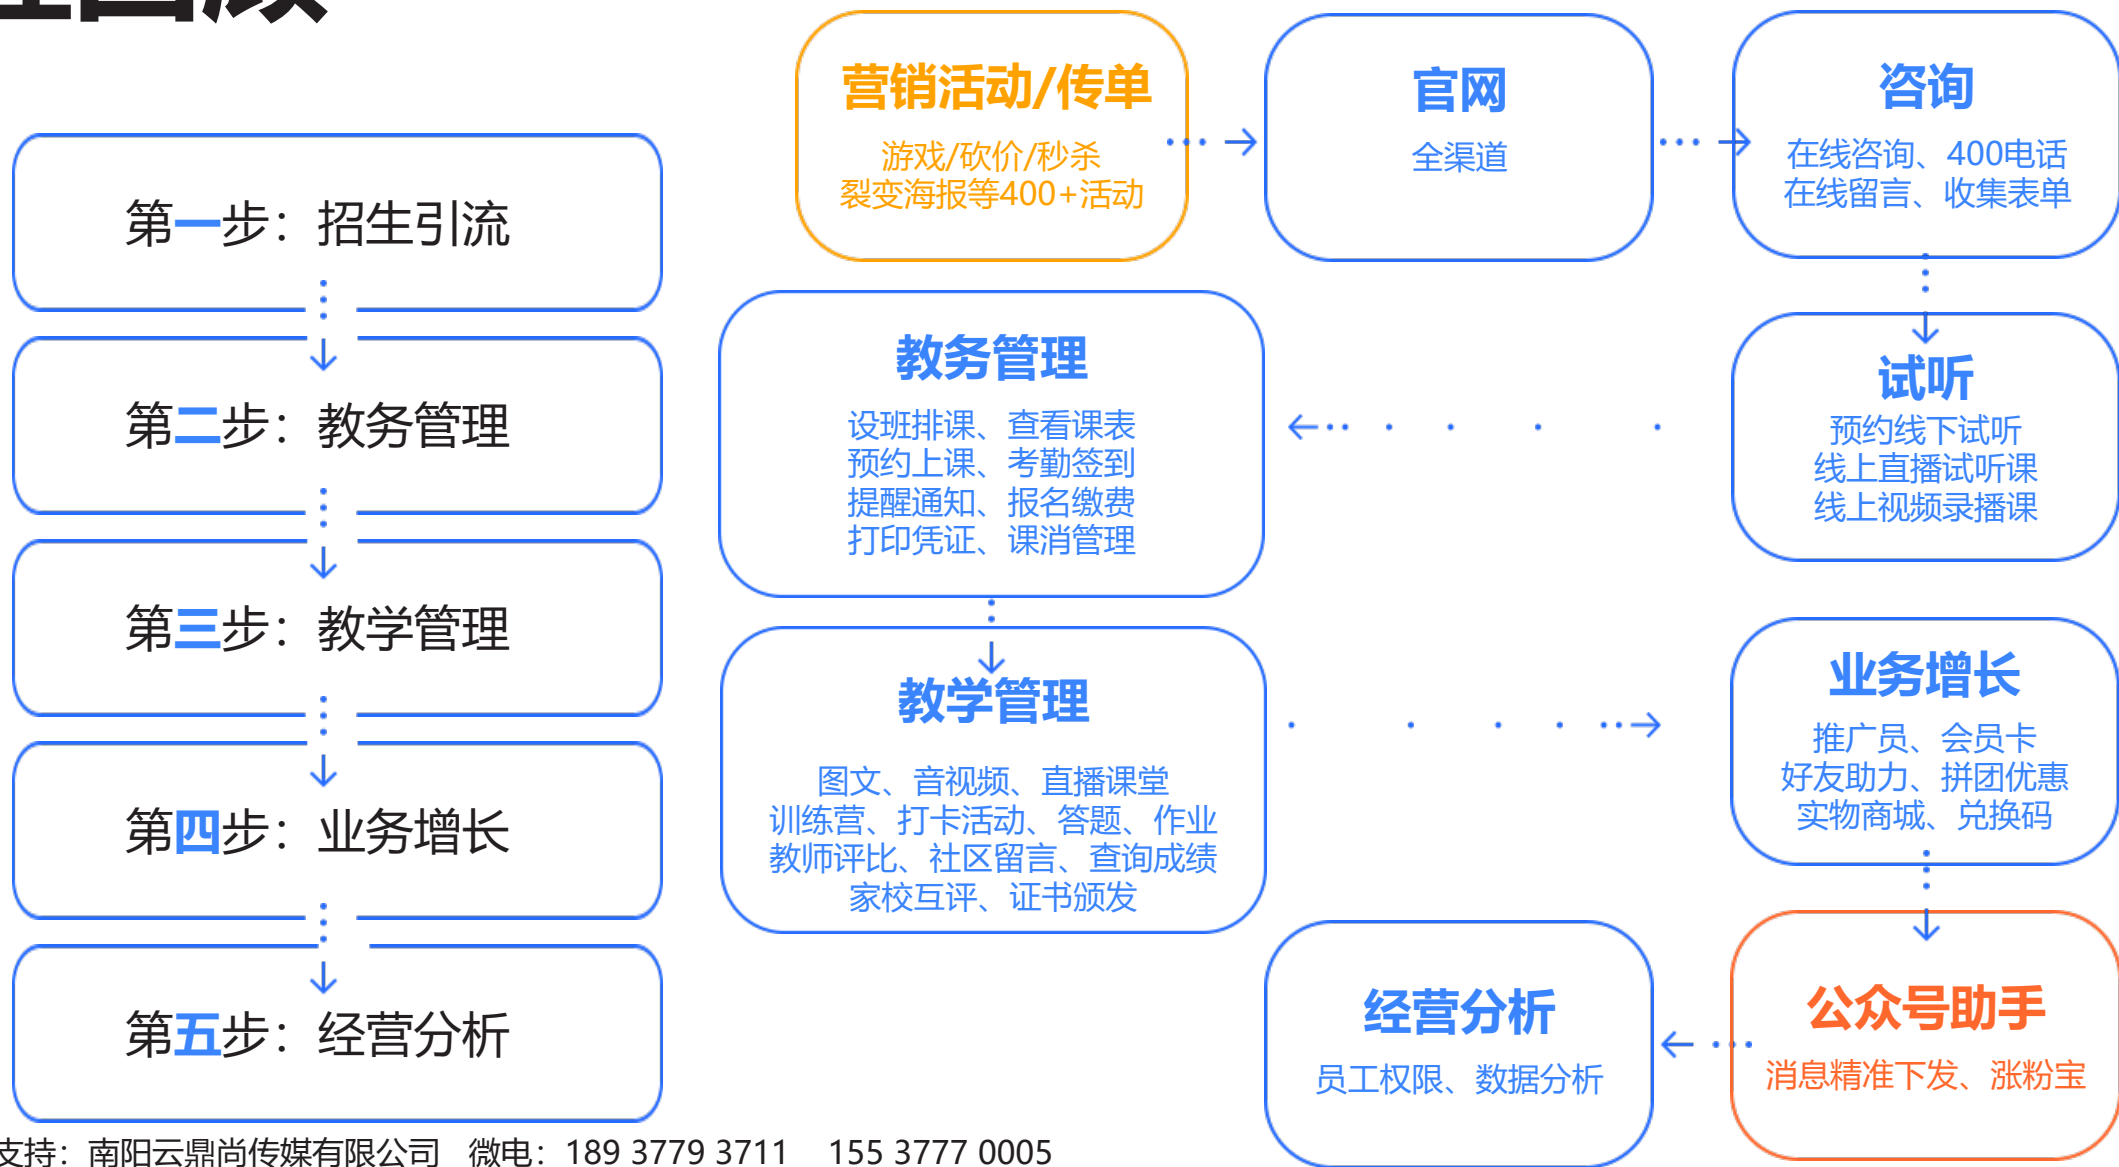 第一步：招生引流
第二步：教务管理
第三步：教学管理
第四步：业务增长
第五步：经营分析
营销活动/传单
游戏/砍价/秒杀
裂变海报等400+活动
官网
全渠道
咨询
在线咨询、400电话
在线留言、收集表单
试听
预约线下试听
线上直播试听课
线上视频录播课
教务管理
设班排课、查看课表
预约上课、考勤签到
提醒通知、报名缴费
打印凭证、课消管理
教学管理
图文、音视频、直播课堂
训练营、打卡活动、答题、作业
教师评比、社区留言、查询成绩
家校互评、证书颁发
业务增长
推广员、会员卡
好友助力、拼团优惠
实物商城、兑换码
公众号助手
消息精准下发、涨粉宝
经营分析
员工权限、数据分析
支持：南阳云鼎尚传媒有限公司 微电：189 3779 3711 155 3777 0005